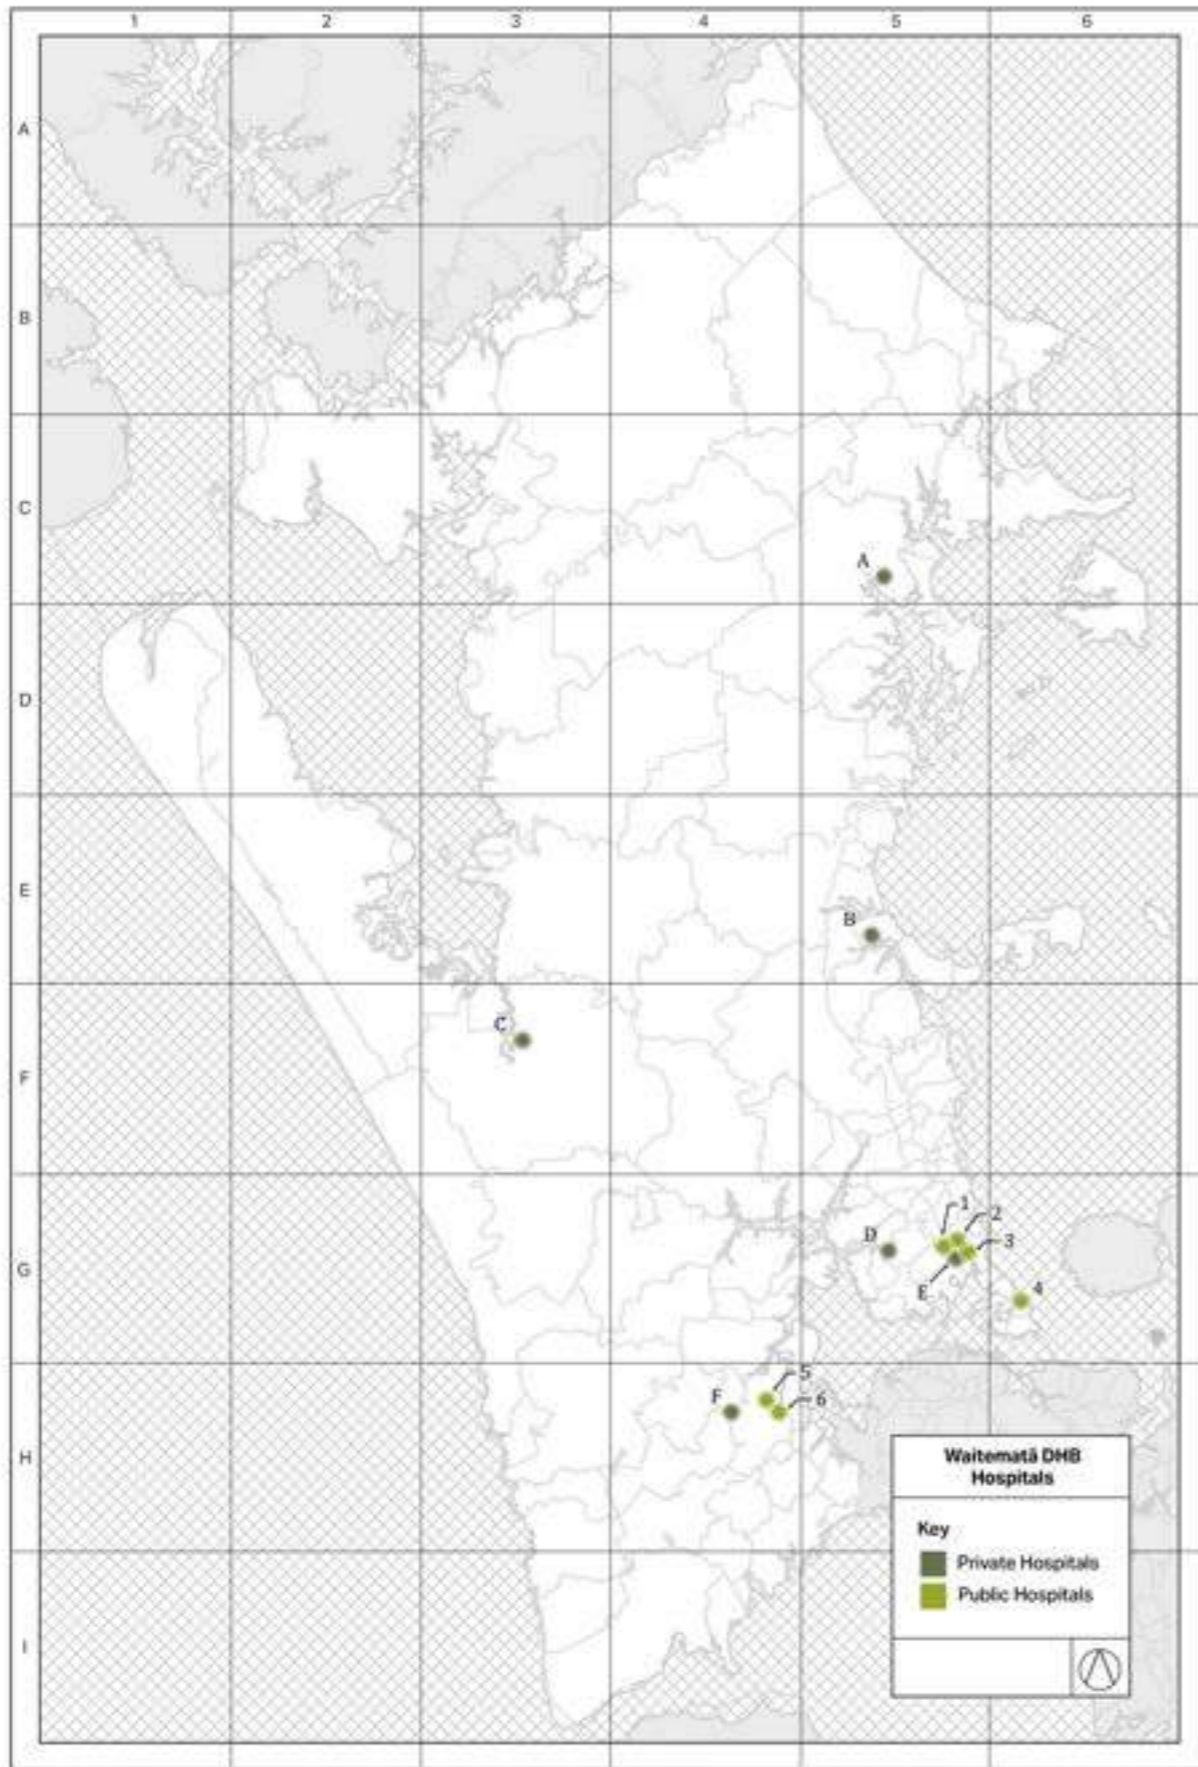 1 2 3 4 5 6
A
B
C
A
D
E
B
C
F
1
2
D
3
G
E
4
5
F
6
H
Waitematā DHB
Hospitals
Key
Private Hospitals
Public Hospitals
I